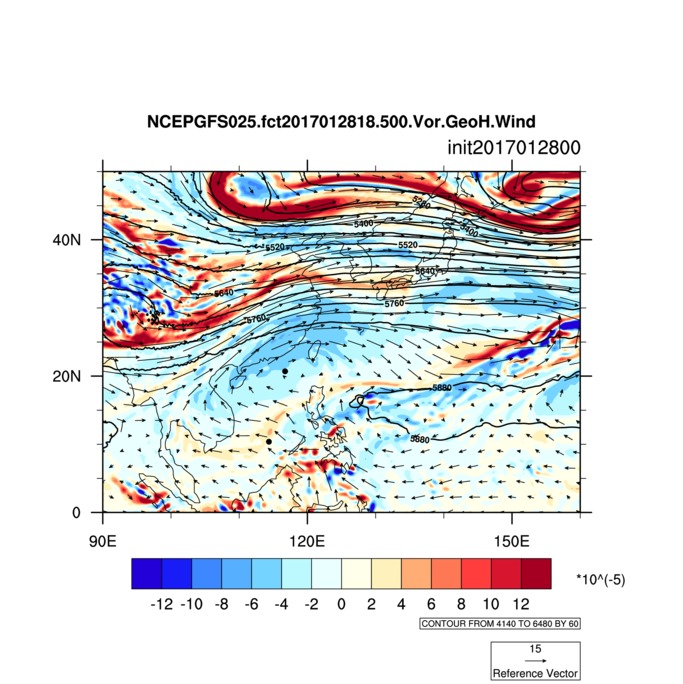 NCEPGFS025.fct2017012818.500.Vor.GeoH.Wind
init2017012800
5400
5400
5520
5520
5640
5640
5760
5760
5880
5880
40N
20N
0
90E 120E 150E
-12 -10 -8 -6 -4 -2 0 2 4 6 8 10 12
*10^(-5)
CONTOUR FROM 4140 TO 6480 BY 60
15
Reference Vector